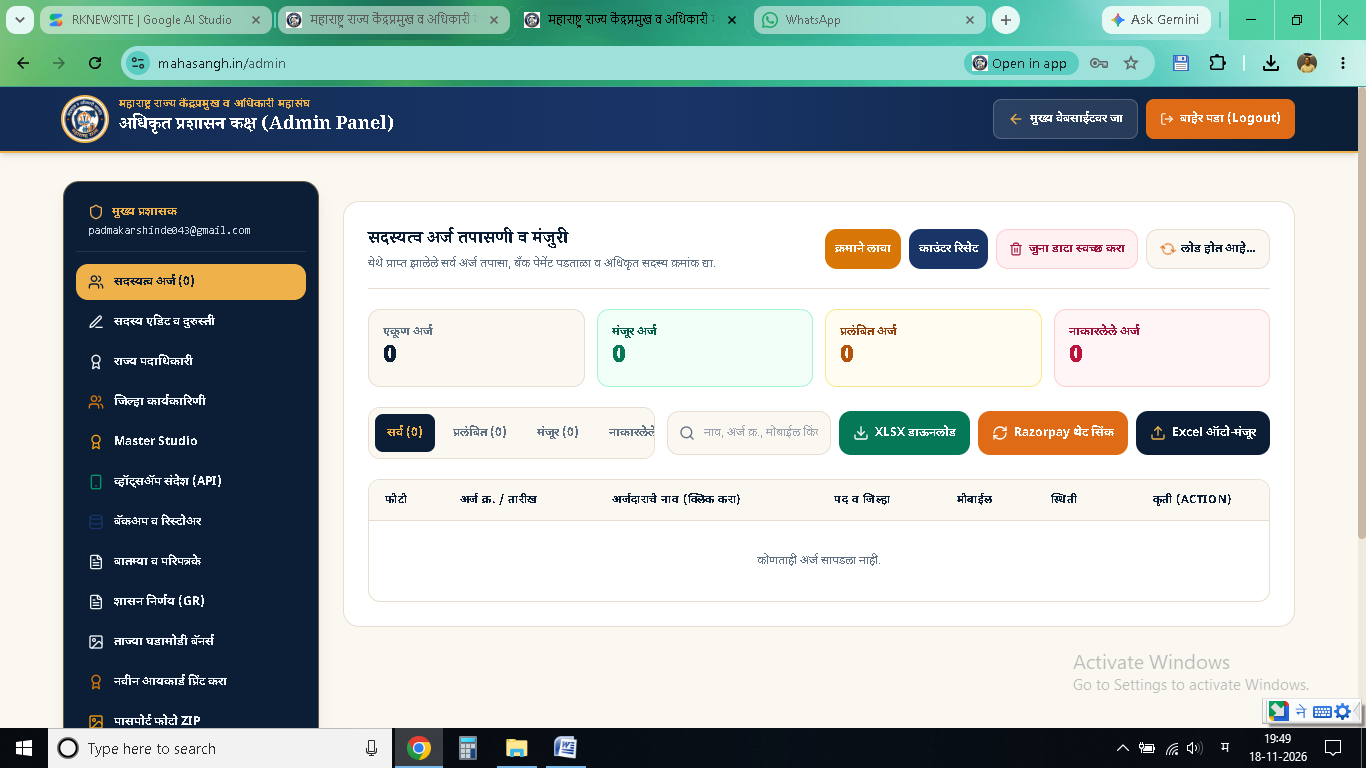 RKNEWSITE | Google AI Studio
महाराष्ट्र राज्य केंद्रप्रमुख व अधिकारी
महाराष्ट्र राज्य केंद्रप्रमुख व अधिकारी
WhatsApp
Ask Gemini
mahasangh.in/admin
Open in app
महाराष्ट्र राज्य केंद्रप्रमुख व अधिकारी महासंघ
अधिकृत प्रशासन कक्ष (Admin Panel)
मुख्य वेबसाईटवर जा
बाहेर पडा (Logout)
मुख्य प्रशासक
padmakarshinde043@gmail.com
सदस्यत्व अर्ज (0)
सदस्य एडिट व दुरुस्ती
राज्य पदाधिकारी
जिल्हा कार्यकारिणी
Master Studio
व्हॉट्सअॅप संदेश (API)
बॅकअप व रिस्टोअर
बातम्या व परिपत्रके
शासन निर्णय (GR)
ताज्या घडामोडी बॅनर्स
नवीन आयकार्ड प्रिंट करा
पासपोर्ट फोटो ZIP
सदस्यत्व अर्ज तपासणी व मंजुरी
येथे प्राप्त झालेले सर्व अर्ज तपासा, बँक पेमेंट पडताळा व अधिकृत सदस्य क्रमांक द्या.
क्रमाने लावा
काउंटर रिसेट
जुना डाटा स्वच्छ करा
लोड होत आहे...
एकूण अर्ज
0
मंजूर अर्ज
0
प्रलंबित अर्ज
0
नाकारलेले अर्ज
0
सर्व (0)
प्रलंबित (0)
मंजूर (0)
नाकारलेले
नाव, अर्ज क्र., मोबाईल किं
XLSX डाऊनलोड
Razorpay थेट सिंक
Excel ऑटो-मंजूर
फोटो
अर्ज क्र. / तारीख
अर्जदाराचे नाव (क्लिक करा)
पद व जिल्हा
मोबाईल
स्थिती
कृती (ACTION)
कोणताही अर्ज सापडला नाही.
Activate Windows
Go to Settings to activate Windows.
ने
Type here to search
म
19:49
18-11-2026